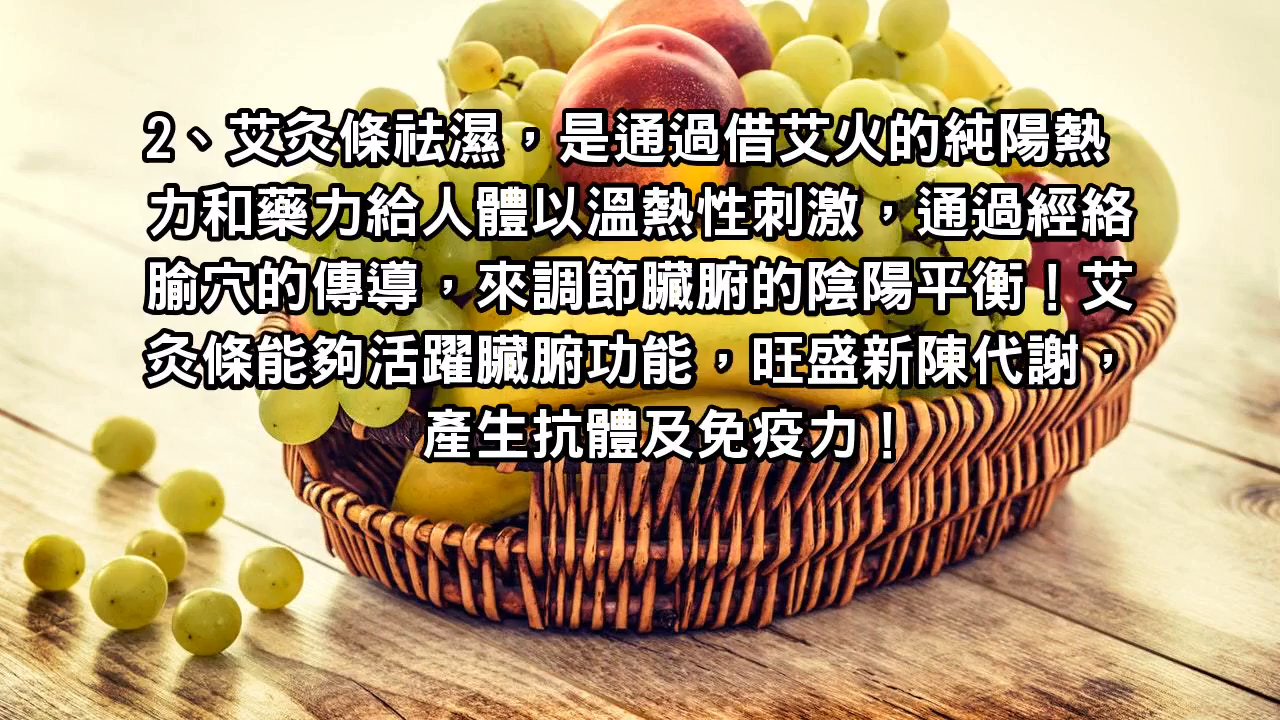 2、艾灸條祛濕，是通過借艾火的純陽熱
力和藥力給人體以溫熱性刺激，通過經絡
腧穴的傳導，來調節臟腑的陰陽平衡！艾
灸條能夠活躍臟腑功能，旺盛新陳代謝，
產生抗體及免疫力！